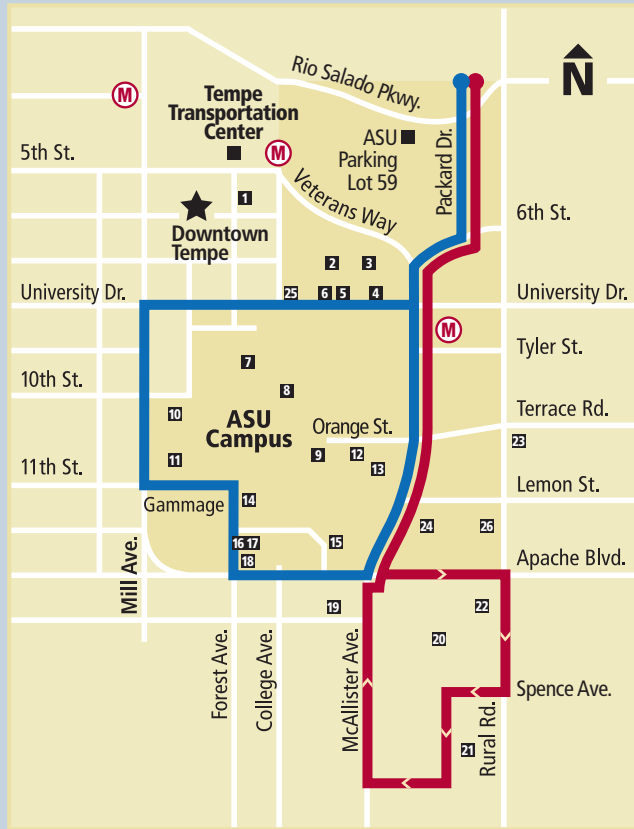 Rio Salado Pkwy.
N
M
Tempe
Transportation
Center
ASU
Parking
Lot 59
Packard Dr.
5th St.
M
Veterans Way
1
6th St.
Downtown
Tempe
2
3
University Dr.
25
6
5
4
University Dr.
M
Tyler St.
7
10th St.
8
ASU
Campus
Terrace Rd.
10
Orange St.
23
11th St.
11
9
12
13
Lemon St.
Gammage
14
24
26
16
17
15
Apache Blvd.
18
Mill Ave.
19
22
20
Forest Ave.
College Ave.
McAllister Ave.
Spence Ave.
Rural Rd.
21